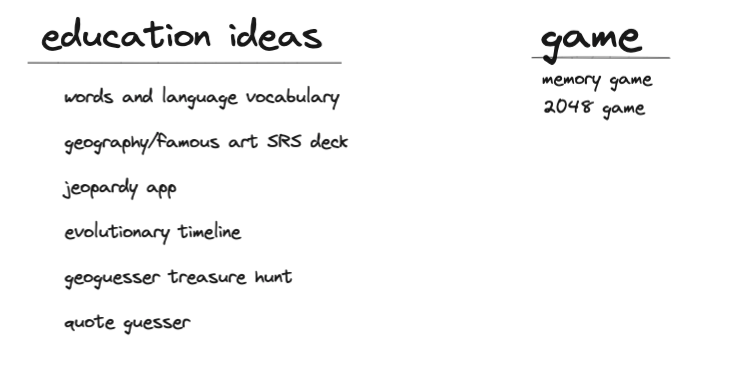 education ideas
words and language vocabulary
geography/famous art SRS deck
jeopardy app
evolutionary timeline
geoguesser treasure hunt
quote guesser
game
memory game
2048 game